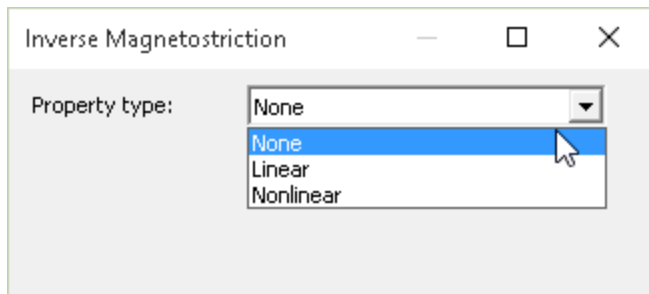 Inverse Magnetostriction
Property type: None
None
Linear
Nonlinear